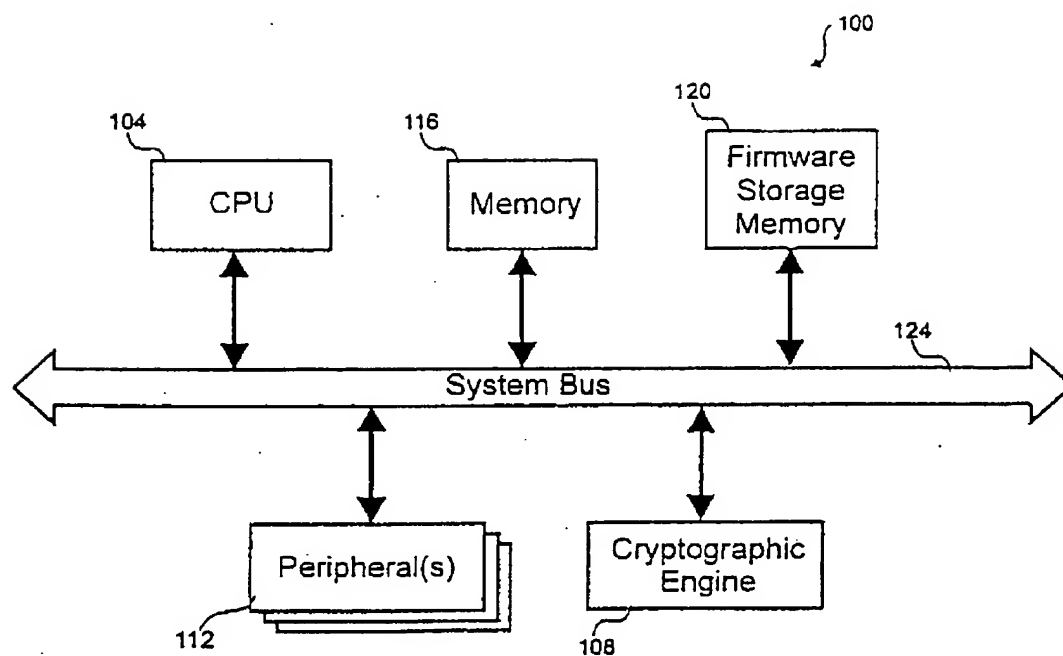 100
104
116
120
CPU
Memory
Firmware
Storage
Memory
124
System Bus
Peripheral(s)
Cryptographic
Engine
112
108